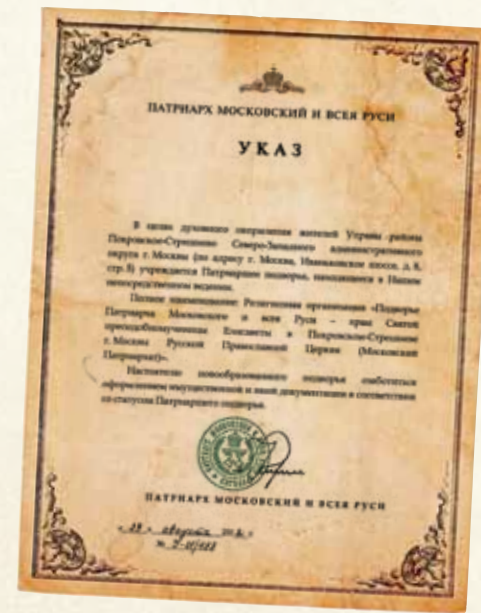 ПАТРИАРХ МОСКОВСКИЙ И ВСЕЯ РУСИ
УКАЗ
В целях духовного окормления жителей Управы района
Покровское-Стрешнево Северо-Западного административного
округа г. Москвы (по адресу г. Москва, Иваньковское шоссе, д. 8,
стр. 8) учреждается Патриаршее подворье, находящееся в Нашем
непосредственном ведении.
Полное наименование: Религиозная организация «Подворье
Патриарха Московского и всея Руси – храм Святой
преподобномученицы Елисаветы в Покровском-Стрешневе
г. Москвы Русской Православной Церкви (Московский
Патриархат)».
Настоятелю новообразованного подворья озаботиться
оформлением имущественной и иной документации в соответствии
со статусом Патриаршего подворья.
ПАТРИАРХ МОСКОВСКИЙ И ВСЕЯ РУСИ
августа
№